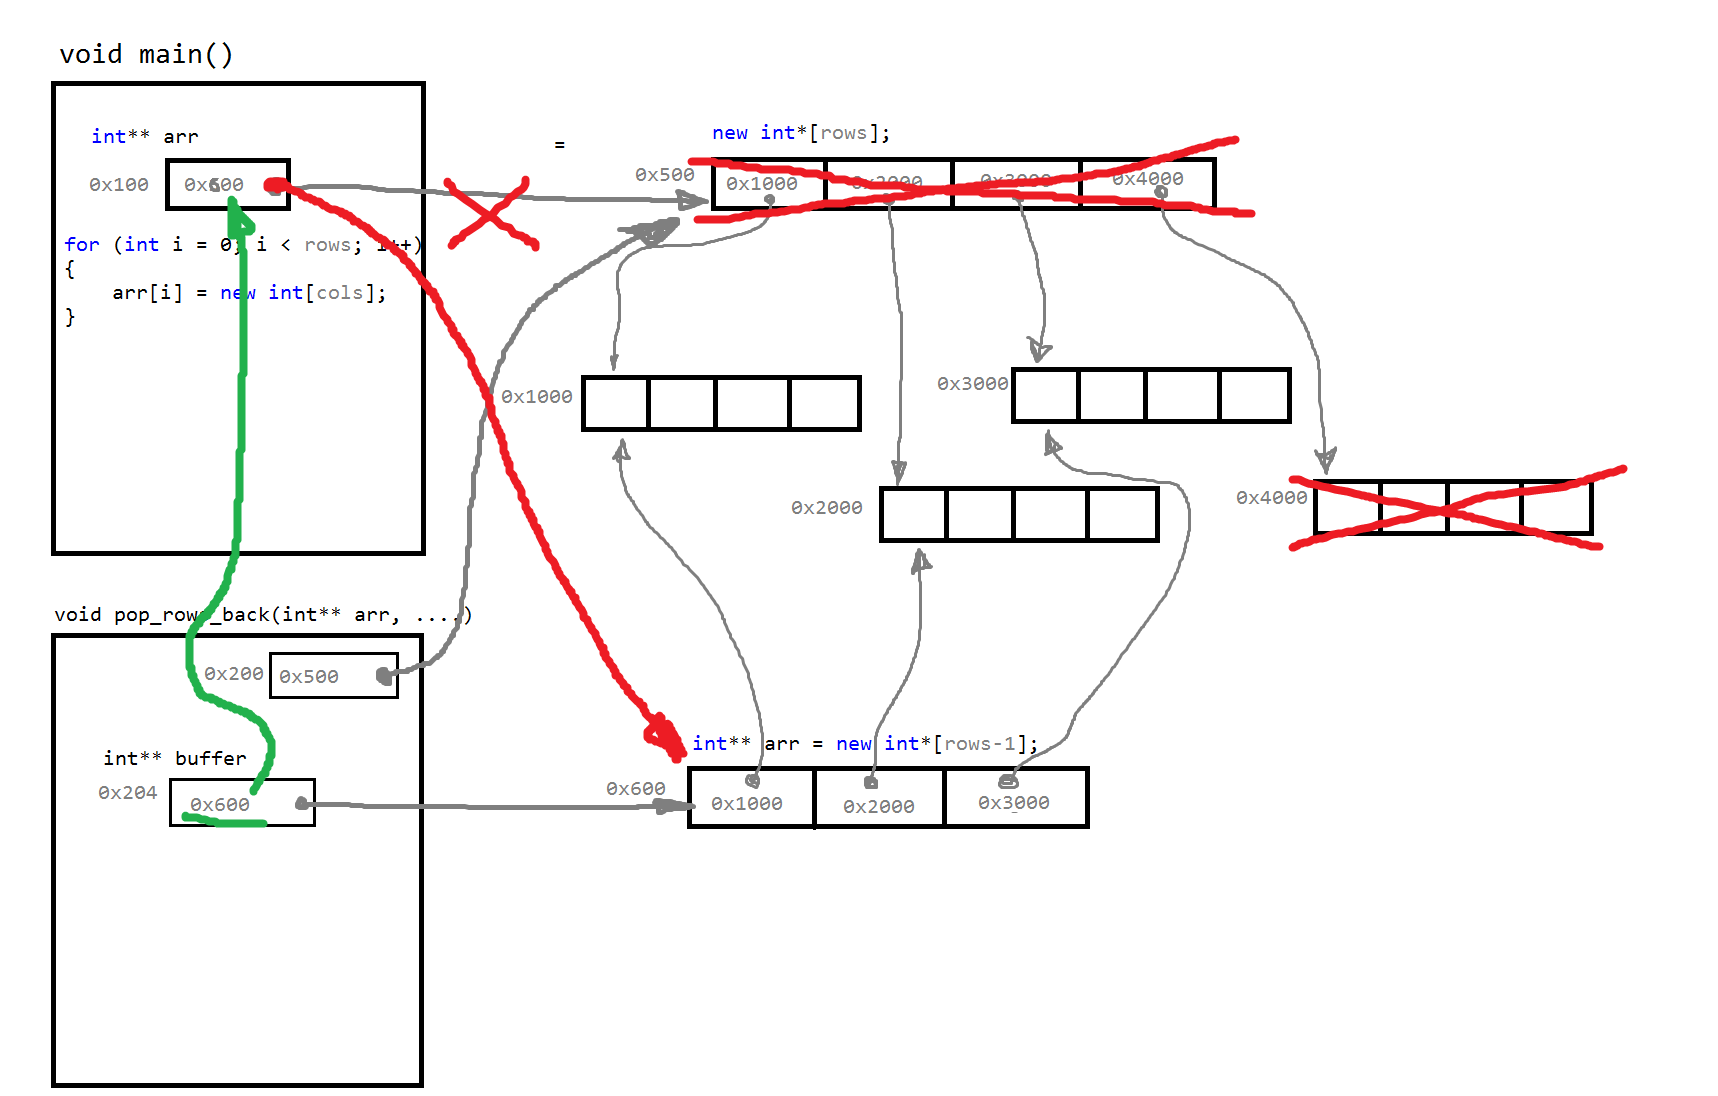 void main()
int** arr
=
new int*[rows];
0x100
0x600
0x500
0x1000
0x2000
0x3000
0x4000
for (int i = 0; i < rows; i++)
{
arr[i] = new int[cols];
}
0x1000
0x3000
0x2000
0x4000
void pop_rows_back(int** arr, ....)
0x200
0x500
int** buffer
0x204
0x600
int** arr = new int*[rows-1];
0x600
0x1000
0x2000
0x3000